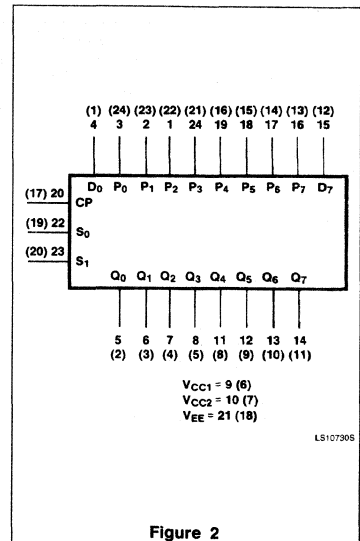 (1) (24) (23) (22) (21) (16) (15) (14) (13) (12)
4 3 2 1 24 19 18 17 16 15
D0 P0 P1 P2 P3 P4 P5 P6 P7 D7
(17) 20 CP
(19) 22 S0
(20) 23 S1
Q0 Q1 Q2 Q3 Q4 Q5 Q6 Q7
5 6 7 8 11 12 13 14
(2) (3) (4) (5) (8) (9) (10) (11)
VCC1 = 9 (6)
VCC2 = 10 (7)
VEE = 21 (18)
LS10730S
Figure 2